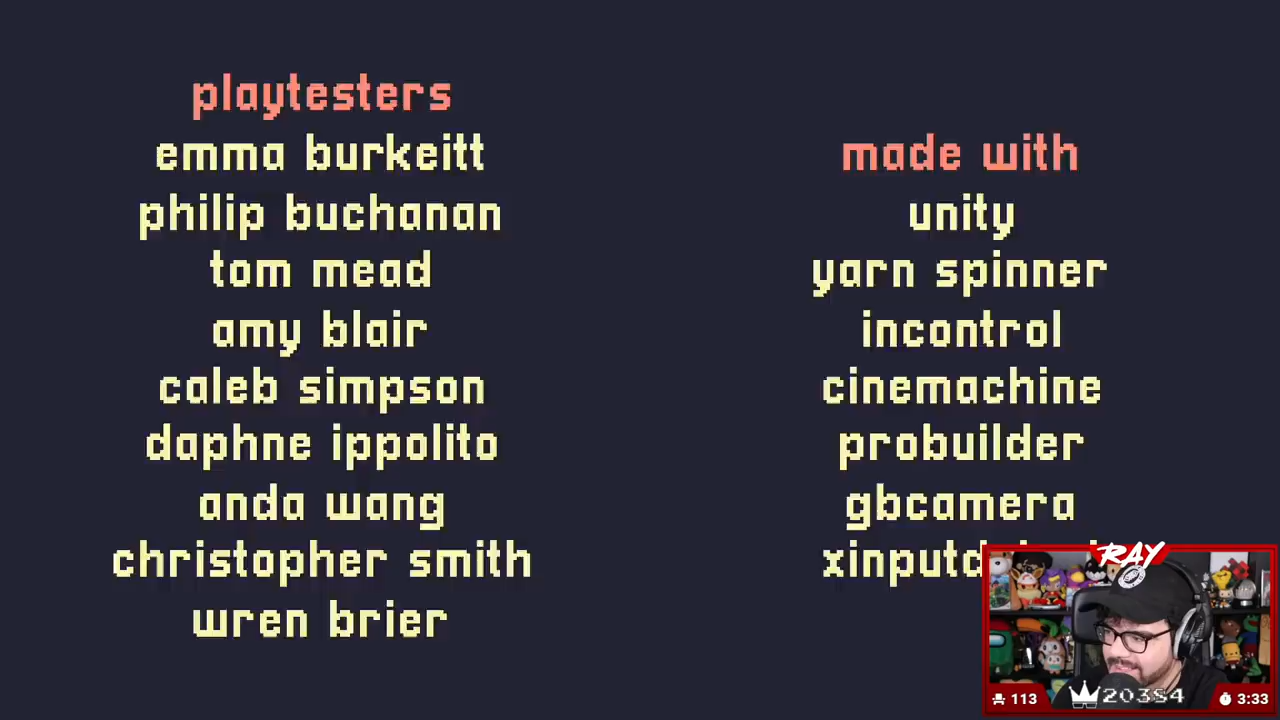 playtesters
emma burkeitt
philip buchanan
tom mead
amy blair
caleb simpson
daphne ippolito
anda wang
christopher smith
wren brier
made with
unity
yarn spinner
incontrol
cinemachine
probuilder
gbcamera
RAY
113
20384
3:33